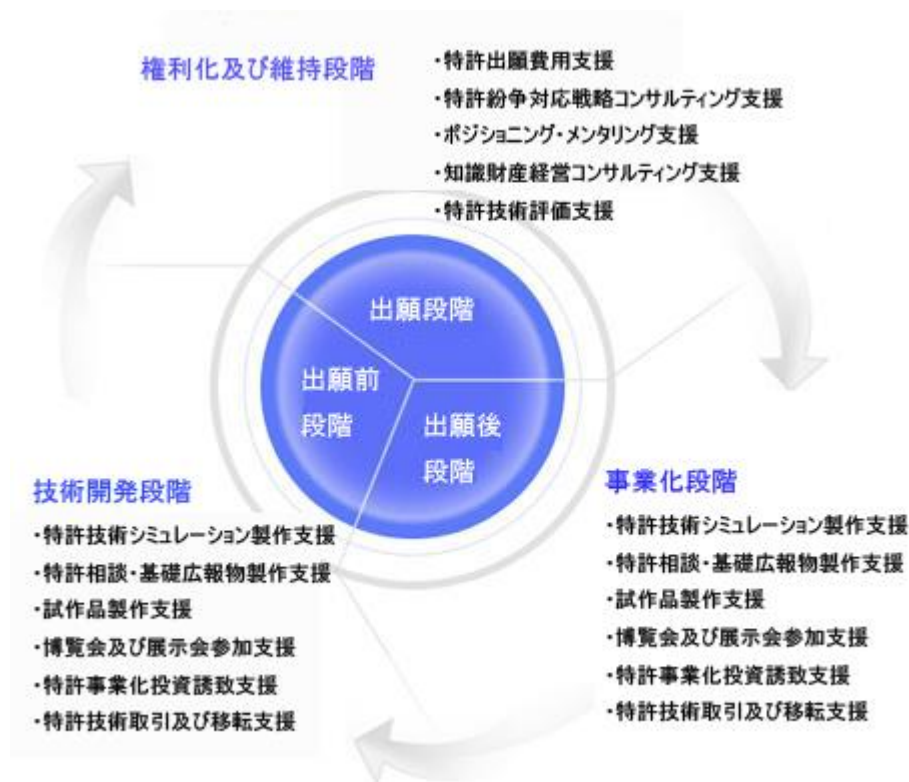 権利化及び維持段階
・特許出願費用支援
・特許紛争対応戦略コンサルティング支援
・ポジショニング・メンタリング支援
・知識財産経営コンサルティング支援
・特許技術評価支援
出願段階
出願前
段階
出願後
段階
技術開発段階
・特許技術シミュレーション製作支援
・特許相談・基礎広報物製作支援
・試作品製作支援
・博覧会及び展示会参加支援
・特許事業化投資誘致支援
・特許技術取引及び移転支援
事業化段階
・特許技術シミュレーション製作支援
・特許相談・基礎広報物製作支援
・試作品製作支援
・博覧会及び展示会参加支援
・特許事業化投資誘致支援
・特許技術取引及び移転支援